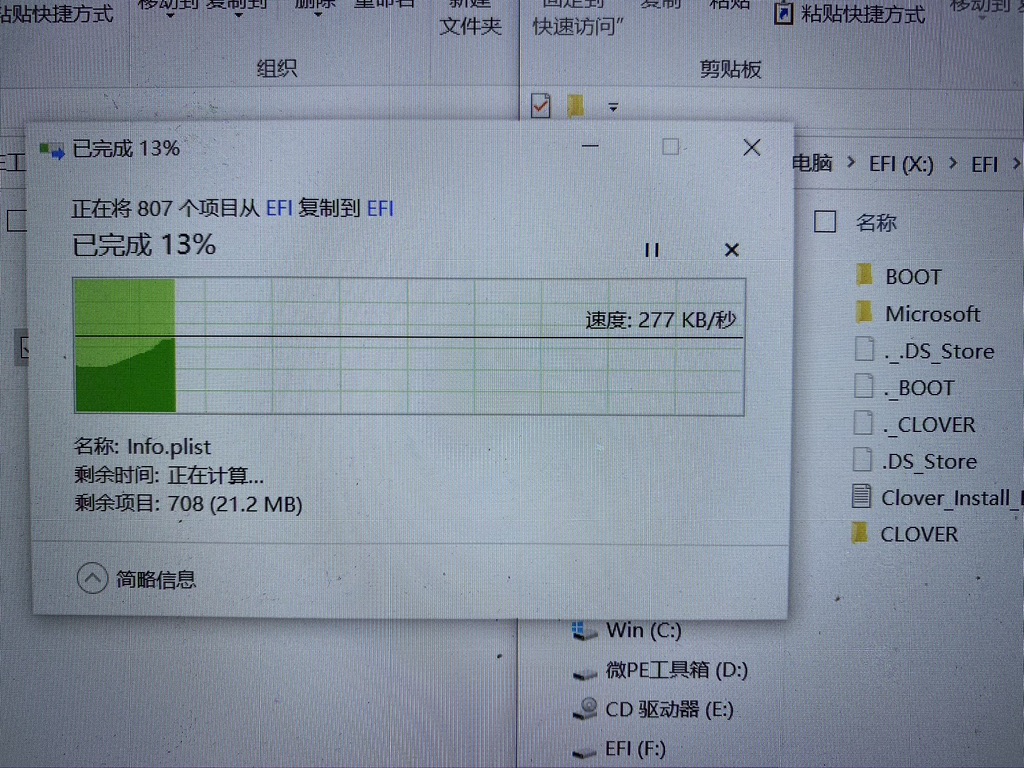 粘贴快捷方式
移动到 复制到
删除
重命名
新建
文件夹
组织
固定到
快速访问"
复制
粘贴
粘贴快捷方式
移动到
剪贴板
已完成 13%
正在将 807 个项目从 EFI 复制到 EFI
已完成 13%
速度: 277 KB/秒
名称: Info.plist
剩余时间: 正在计算...
剩余项目: 708 (21.2 MB)
简略信息
电脑 > EFI (X:) > EFI >
名称
BOOT
Microsoft
._.DS_Store
._BOOT
._CLOVER
.DS_Store
Clover_Install_
CLOVER
Win (C:)
微PE工具箱 (D:)
CD 驱动器 (E:)
EFI (F:)